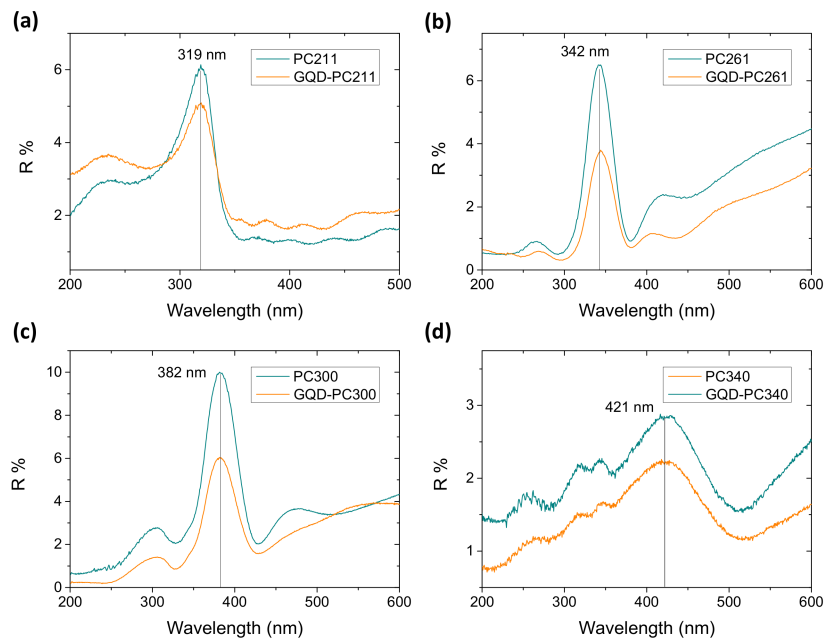 (a)
319 nm
PC211
GQD-PC211
R %
6
4
2
200 300 400 500
Wavelength (nm)
(b)
342 nm
PC261
GQD-PC261
R %
6
4
2
0
200 300 400 500 600
Wavelength (nm)
(c)
382 nm
PC300
GQD-PC300
R %
10
8
6
4
2
0
200 300 400 500 600
Wavelength (nm)
(d)
421 nm
PC340
GQD-PC340
R %
3
2
1
200 300 400 500 600
Wavelength (nm)